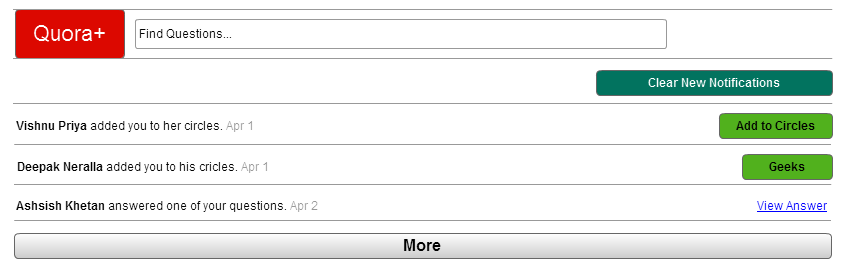 Quora+
Find Questions...
Clear New Notifications
Vishnu Priya added you to her circles. Apr 1
Add to Circles
Deepak Neralla added you to his cricles. Apr 1
Geeks
Ashsish Khetan answered one of your questions. Apr 2
View Answer
More